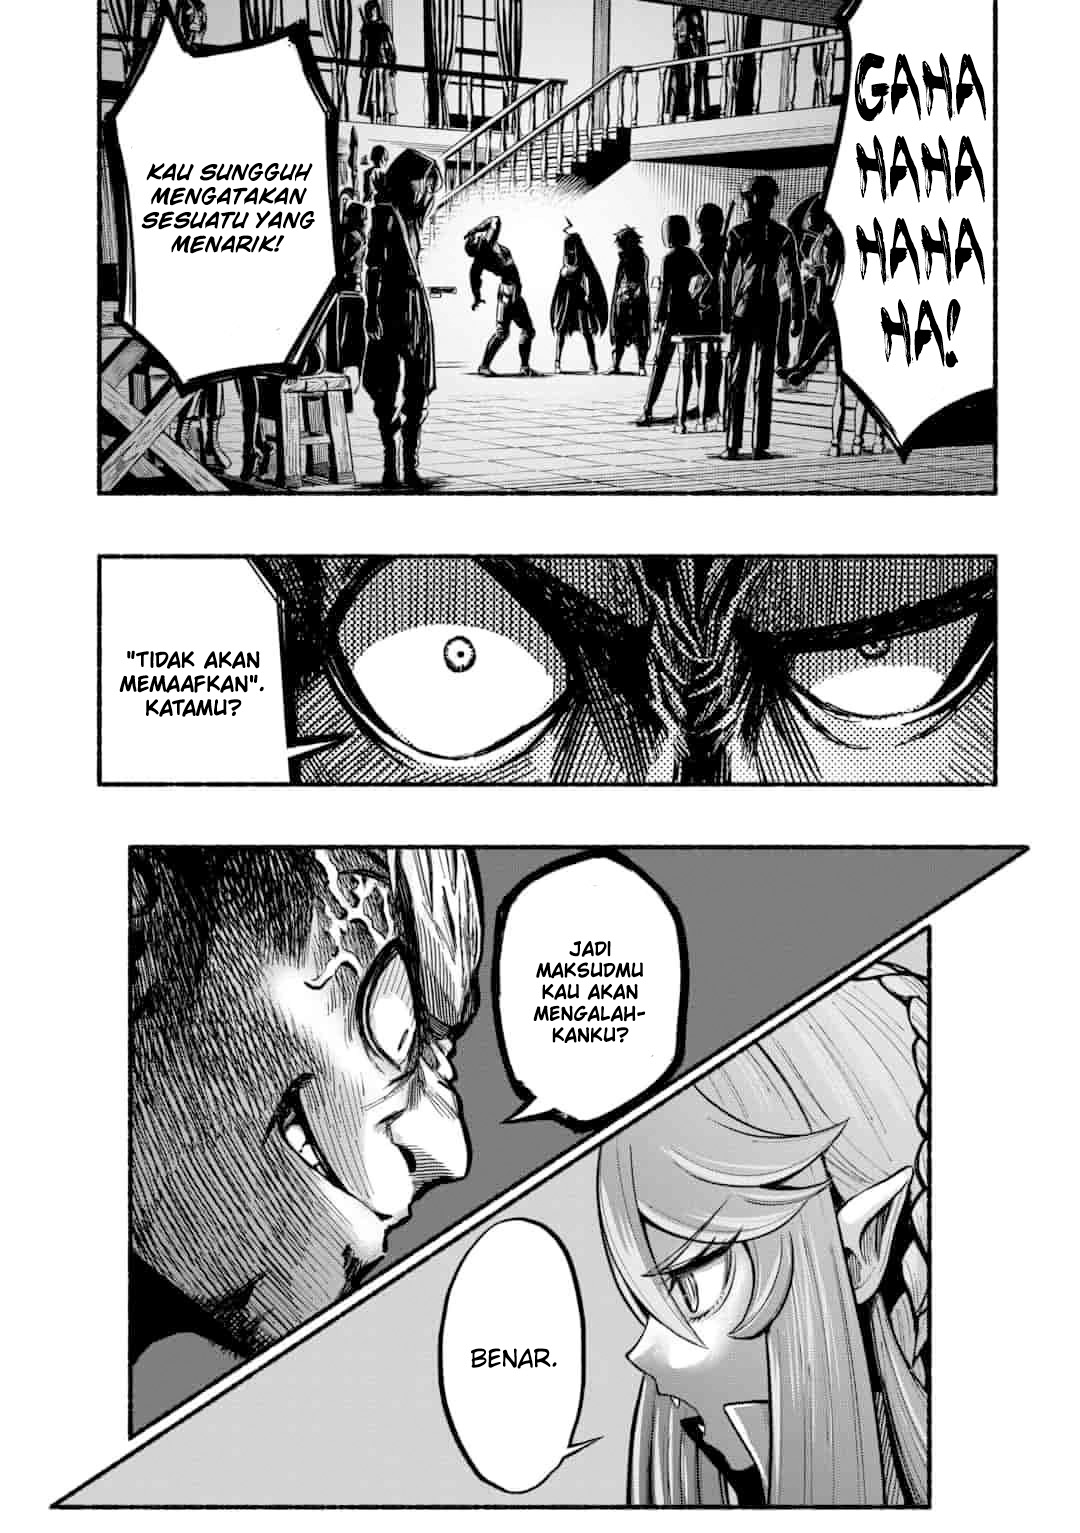 GAHA
HAHA
HAHA
HA!
KAU SUNGGUH
MENGATAKAN
SESUATU YANG
MENARIK!
"TIDAK AKAN
MEMAAFKAN".
KATAMU?
JADI
MAKSUDMU
KAU AKAN
MENGALAH-
KANKU?
BENAR.